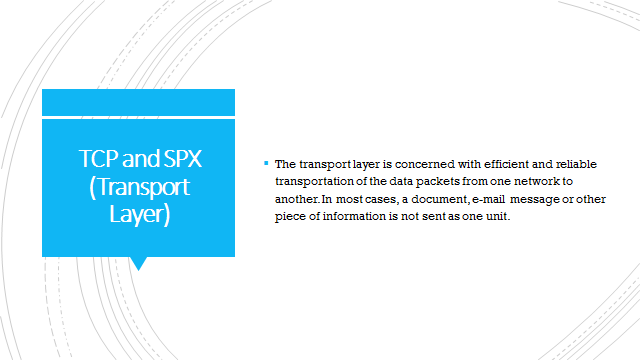 TCP and SPX
(Transport
Layer)
The transport layer is concerned with efficient and reliable
transportation of the data packets from one network to
another. In most cases, a document, e-mail message or other
piece of information is not sent as one unit.